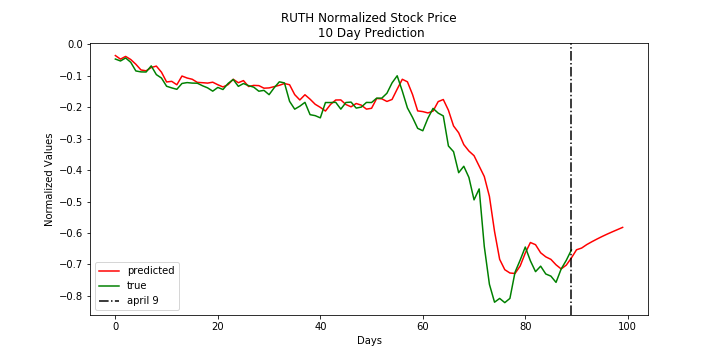 RUTH Normalized Stock Price
10 Day Prediction
Normalized Values
0.0
−0.1
−0.2
−0.3
−0.4
−0.5
−0.6
−0.7
−0.8
predicted
true
april 9
0
20
40
60
80
100
Days